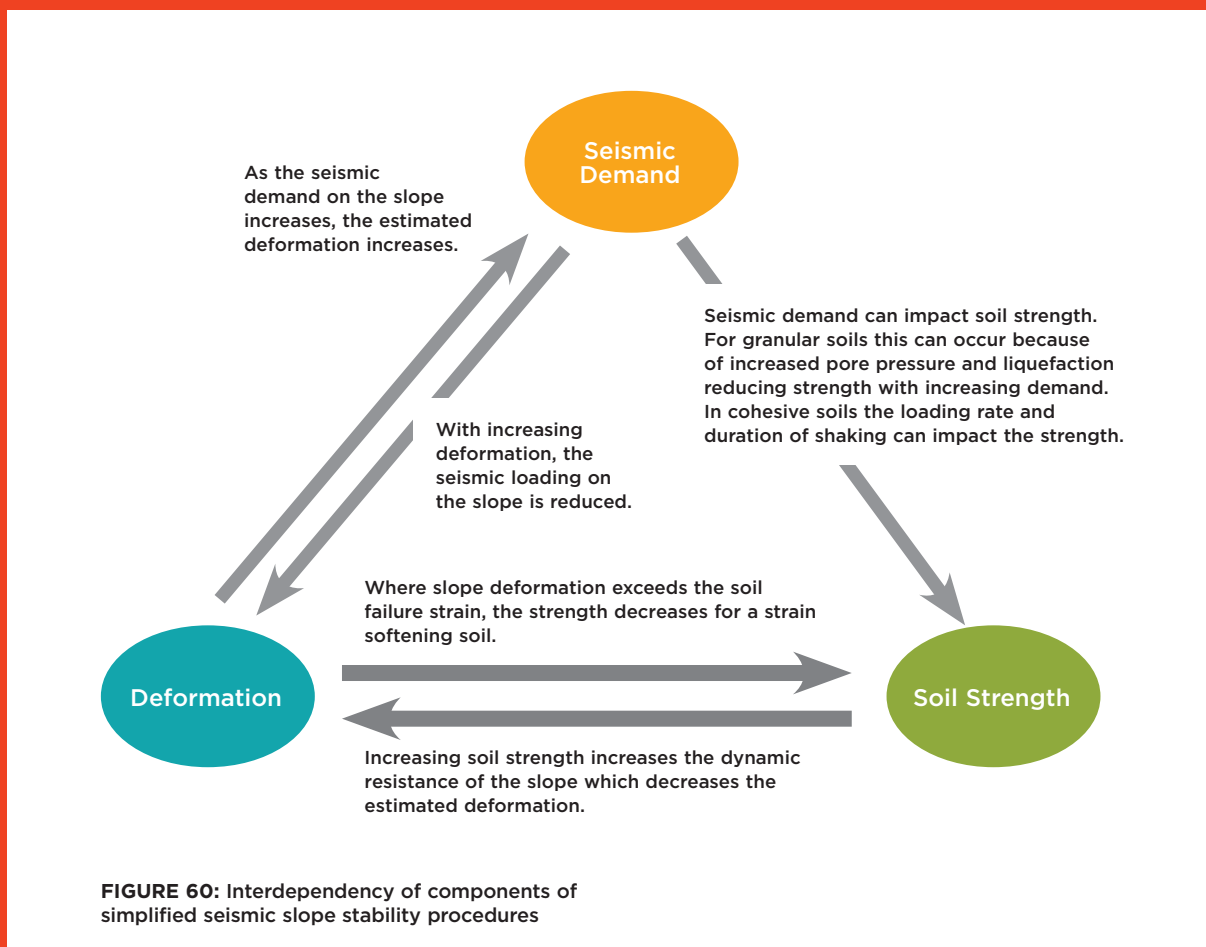 Seismic
Demand
As the seismic
demand on the slope
increases, the estimated
deformation increases.
Seismic demand can impact soil strength.
For granular soils this can occur because
of increased pore pressure and liquefaction
reducing strength with increasing demand.
In cohesive soils the loading rate and
duration of shaking can impact the strength.
With increasing
deformation, the
seismic loading on
the slope is reduced.
Where slope deformation exceeds the soil
failure strain, the strength decreases for a strain
softening soil.
Deformation
Soil Strength
Increasing soil strength increases the dynamic
resistance of the slope which decreases the
estimated deformation.
FIGURE 60: Interdependency of components of
simplified seismic slope stability procedures